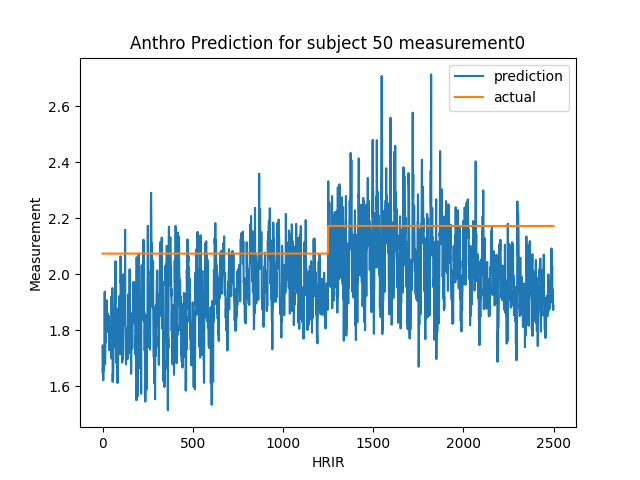 Anthro Prediction for subject 50 measurement0
prediction
actual
2.6
2.4
2.2
2.0
1.8
1.6
Measurement
0
500
1000
1500
2000
2500
HRIR